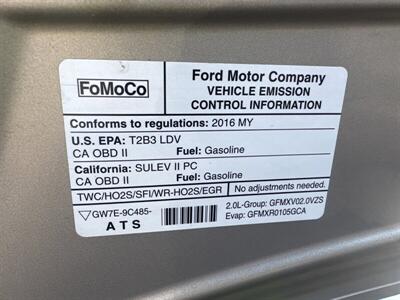 FoMoCo
Ford Motor Company
VEHICLE EMISSION
CONTROL INFORMATION
Conforms to regulations: 2016 MY
U.S. EPA: T2B3 LDV
CA OBD II Fuel: Gasoline
California: SULEV II PC
CA OBD II Fuel: Gasoline
TWC/HO2S/SFI/WR-HO2S/EGR
No adjustments needed.
GW7E-9C485-
ATS
2.0L-Group: GFMXV02.0VZS
Evap: GFMXR0105GCA